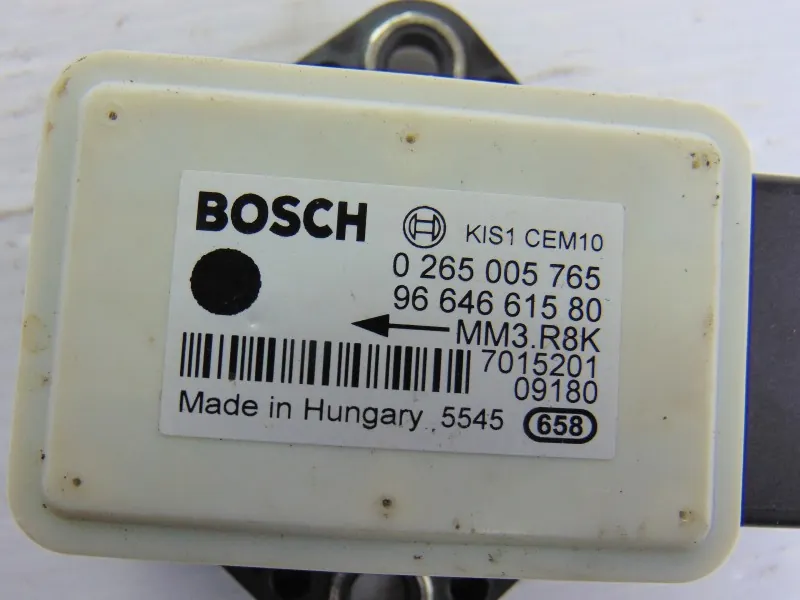 BOSCH KIS1 CEM10
0 265 005 765
96 646 615 80
MM3.R8K
7015201
09180
Made in Hungary 5545 658